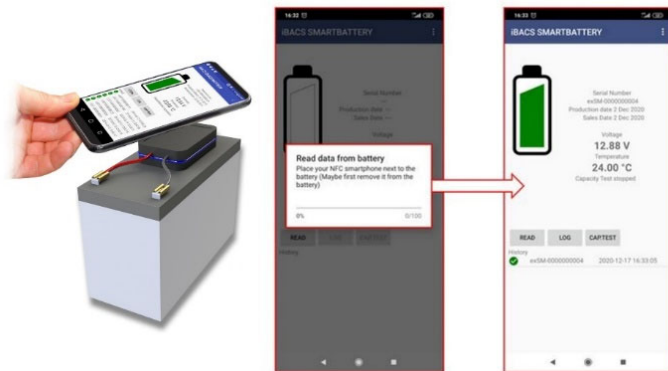 16:32
iBACS SMARTBATTERY
Serial Number
Production date
Sales Date
Voltage
Read data from battery
Place your NFC smartphone next to the
battery (Maybe first remove it from the
battery)
0%
0/100
READ
History
16:33
iBACS SMARTBATTERY
Serial Number
exSM-0000000004
Production date 2 Dec 2020
Sales Date 2 Dec 2020
Voltage
12.88 V
Temperature
24.00 °C
Capacity Test stopped
READ LOG CAPTEST
History
exSM-0000000004 2020-12-17 16:33:05